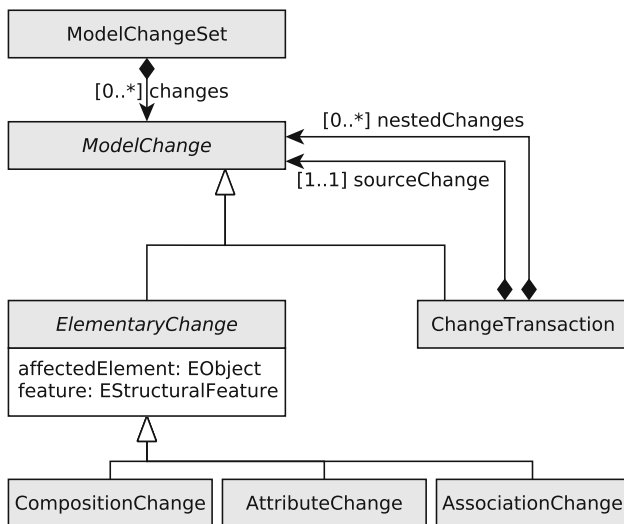 ModelChangeSet
[0..*] changes
ModelChange
[0..*] nestedChanges
[1..1] sourceChange
ElementaryChange
ChangeTransaction
affectedElement: EObject
feature: EStructuralFeature
CompositionChange
AttributeChange
AssociationChange